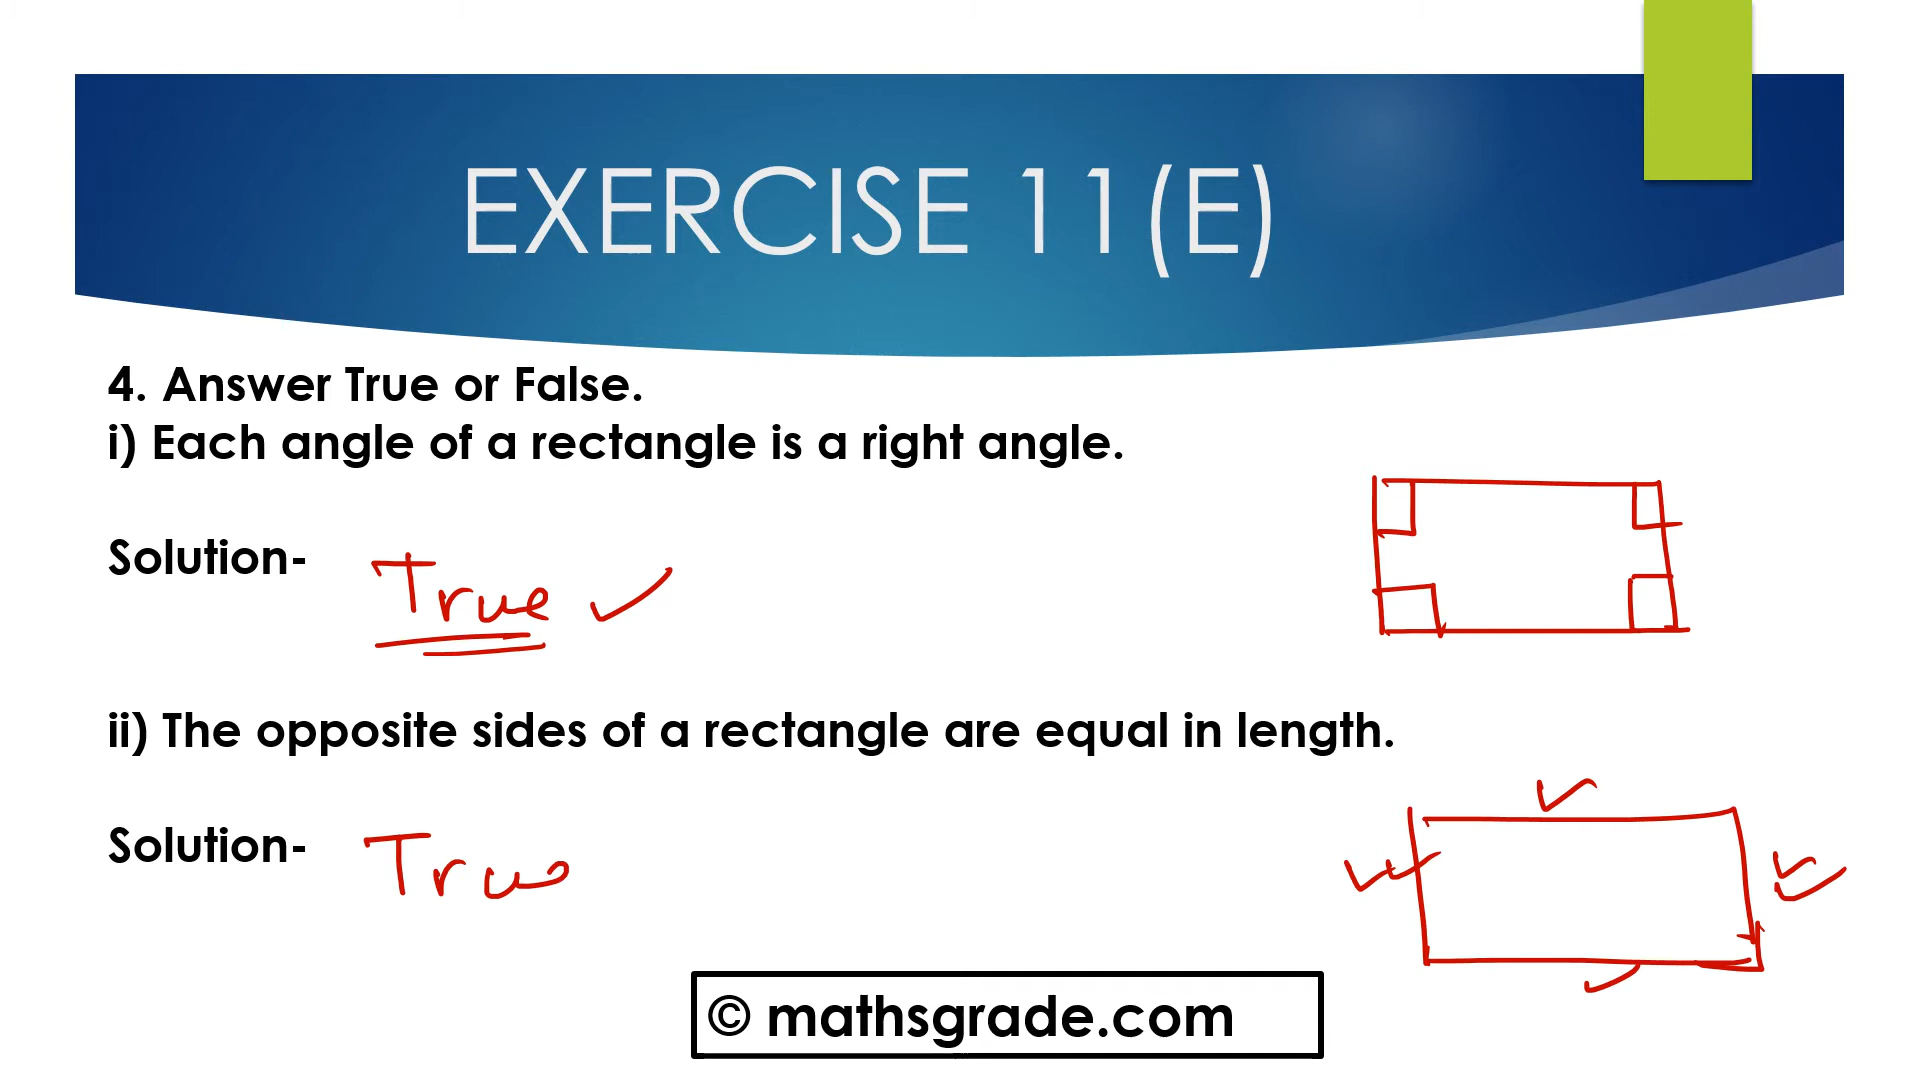 EXERCISE 11(E)
4. Answer True or False.
i) Each angle of a rectangle is a right angle.
Solution- True
ii) The opposite sides of a rectangle are equal in length.
Solution- True
© mathsgrade.com